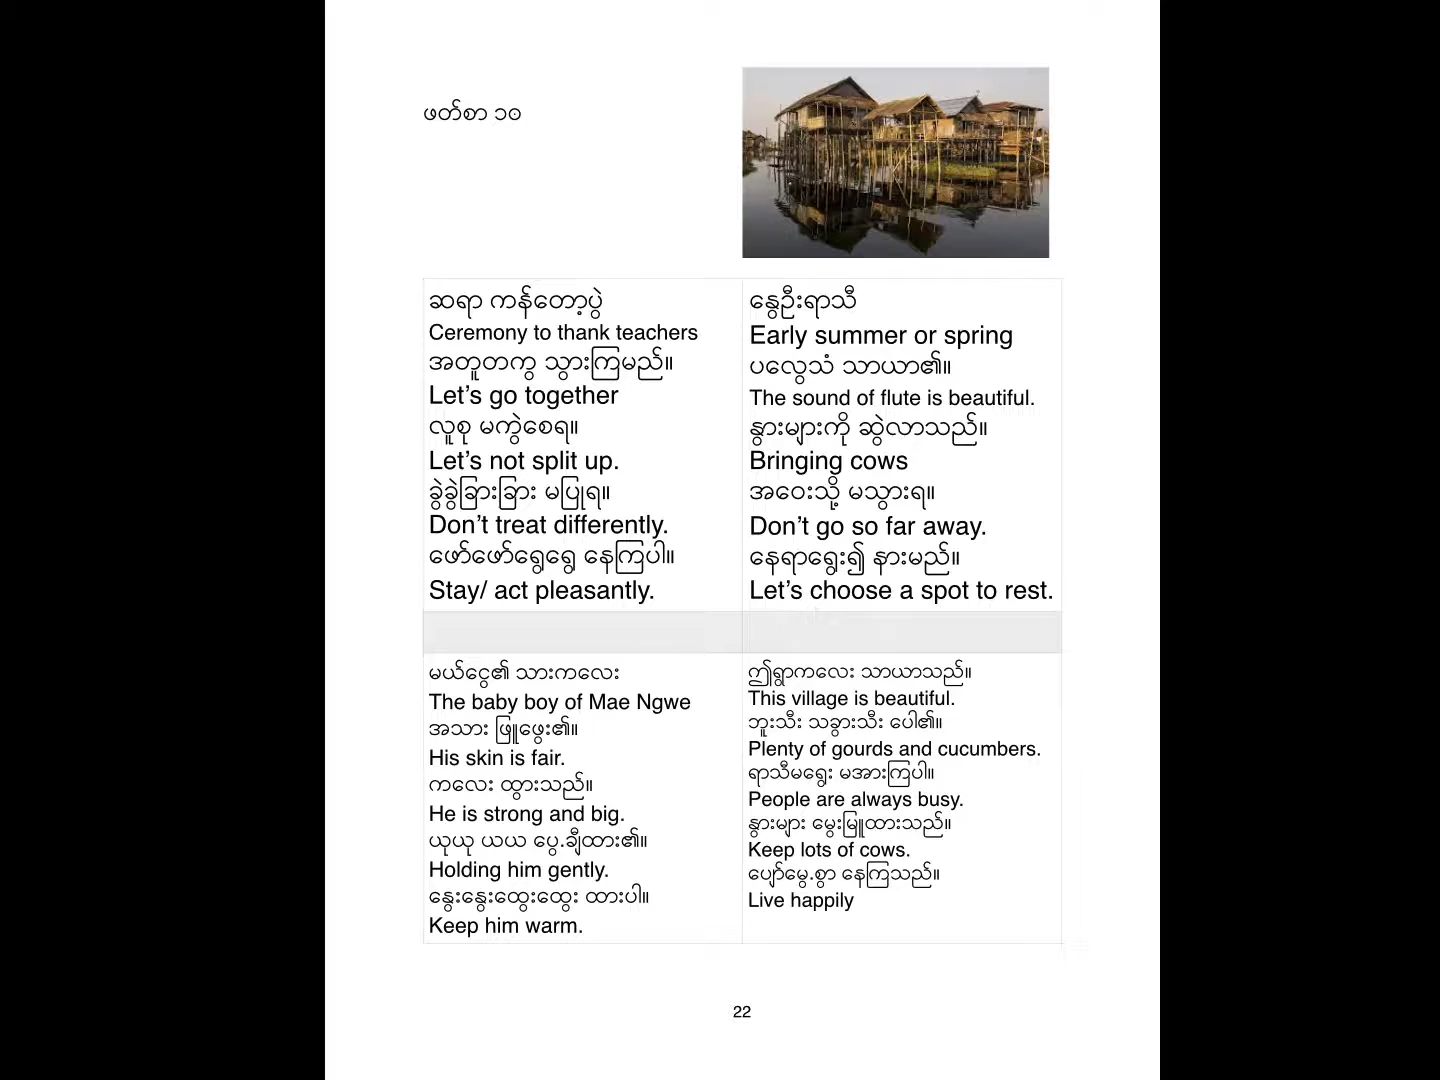 ဖတ်စာ ၁၀
ဆရာ ကန်တော့ပွဲ
Ceremony to thank teachers
အတူတကွ သွားကြမည်။
Let's go together
လူစု မကွဲစေရ။
Let's not split up.
ခွဲခွဲခြားခြား မပြုရ။
Don't treat differently.
ဖော်ဖော်ရွေရွေ နေကြပါ။
Stay/ act pleasantly.
နွေဦးရာသီ
Early summer or spring
ပလွေသံ သာယာ၏။
The sound of flute is beautiful.
နွားများကို ဆွဲလာသည်။
Bringing cows
အဝေးသို့ မသွားရ။
Don't go so far away.
နေရာရွေး၍ နားမည်။
Let's choose a spot to rest.
မယ်ငွေ၏ သားကလေး
The baby boy of Mae Ngwe
အသား ဖြူဖွေး၏။
His skin is fair.
ကလေး ထွားသည်။
He is strong and big.
ယုယု ယယ ပွေ.ချီထား၏။
Holding him gently.
နွေးနွေးထွေးထွေး ထားပါ။
Keep him warm.
ဤရွာကလေး သာယာသည်။
This village is beautiful.
ဘူးသီး သခွားသီး ပေါ၏။
Plenty of gourds and cucumbers.
ရာသီမရွေး မအားကြပါ။
People are always busy.
နွားများ မွေးမြူထားသည်။
Keep lots of cows.
ပျော်မွေ.စွာ နေကြသည်။
Live happily
22